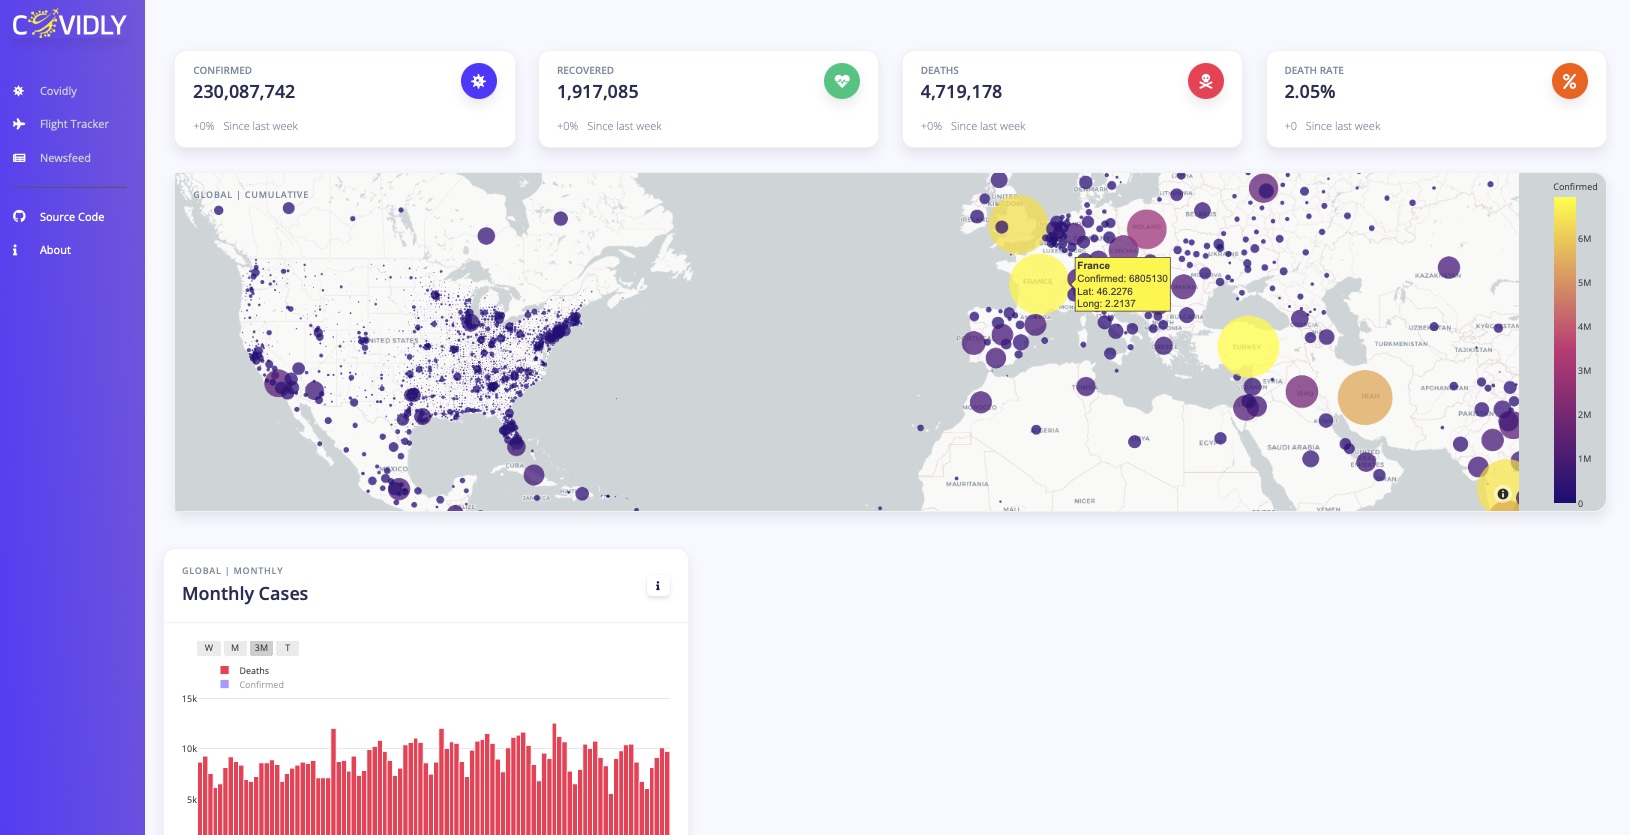 COVIDLY
Covidly
Flight Tracker
Newsfeed
Source Code
About
CONFIRMED
230,087,742
+0% Since last week
RECOVERED
1,917,085
+0% Since last week
DEATHS
4,719,178
+0% Since last week
DEATH RATE
2.05%
+0 Since last week
GLOBAL | CUMULATIVE
Confirmed
6M
5M
4M
3M
2M
1M
0
DENMARK
POLAND
FRANCE
France
Confirmed: 6805130
Lat: 46.2276
Long: 2.2137
KAZAKHSTAN
TURKMENISTAN
TAJIKISTAN
TURKEY
SYRIA
IRAQ
IRAN
UNITED STATES
MEXICO
CUBA
MOROCCO
SAUDI ARABIA
MAURITANIA
NIGER
MALI
YEMEN
GLOBAL | MONTHLY
Monthly Cases
W M 3M T
Deaths
Confirmed
15k
10k
5k